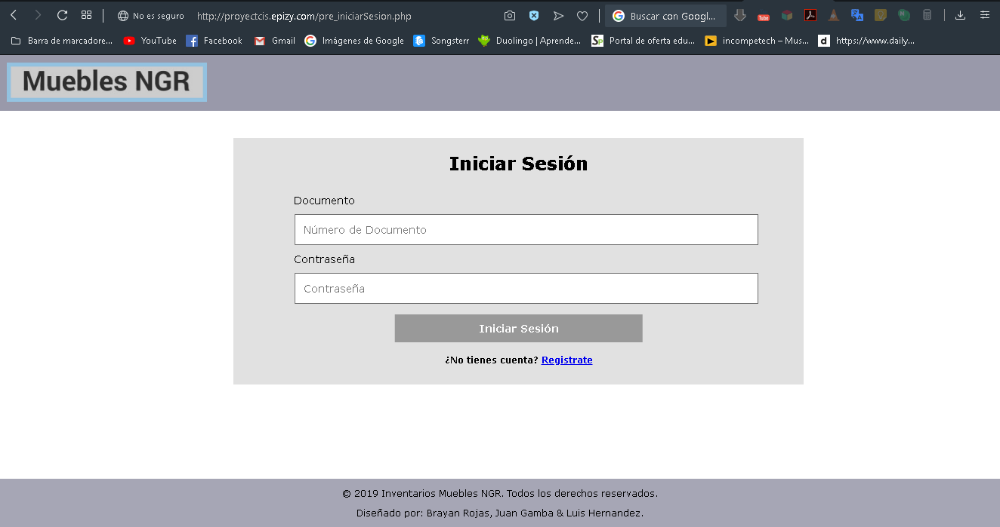 No es seguro http://proyectcis.epizy.com/pre_iniciarSesion.php Buscar con Googl... Tube
Barra de marcadore... YouTube Facebook Gmail Imágenes de Google Songsterr Duolingo | Aprende... Sp Portal de oferta edu... incompetech – Mus... d https://www.daily...
Muebles NGR
Iniciar Sesión
Documento
Número de Documento
Contraseña
Contraseña
Iniciar Sesión
¿No tienes cuenta? Registrate
© 2019 Inventarios Muebles NGR. Todos los derechos reservados.
Diseñado por: Brayan Rojas, Juan Gamba & Luis Hernandez.